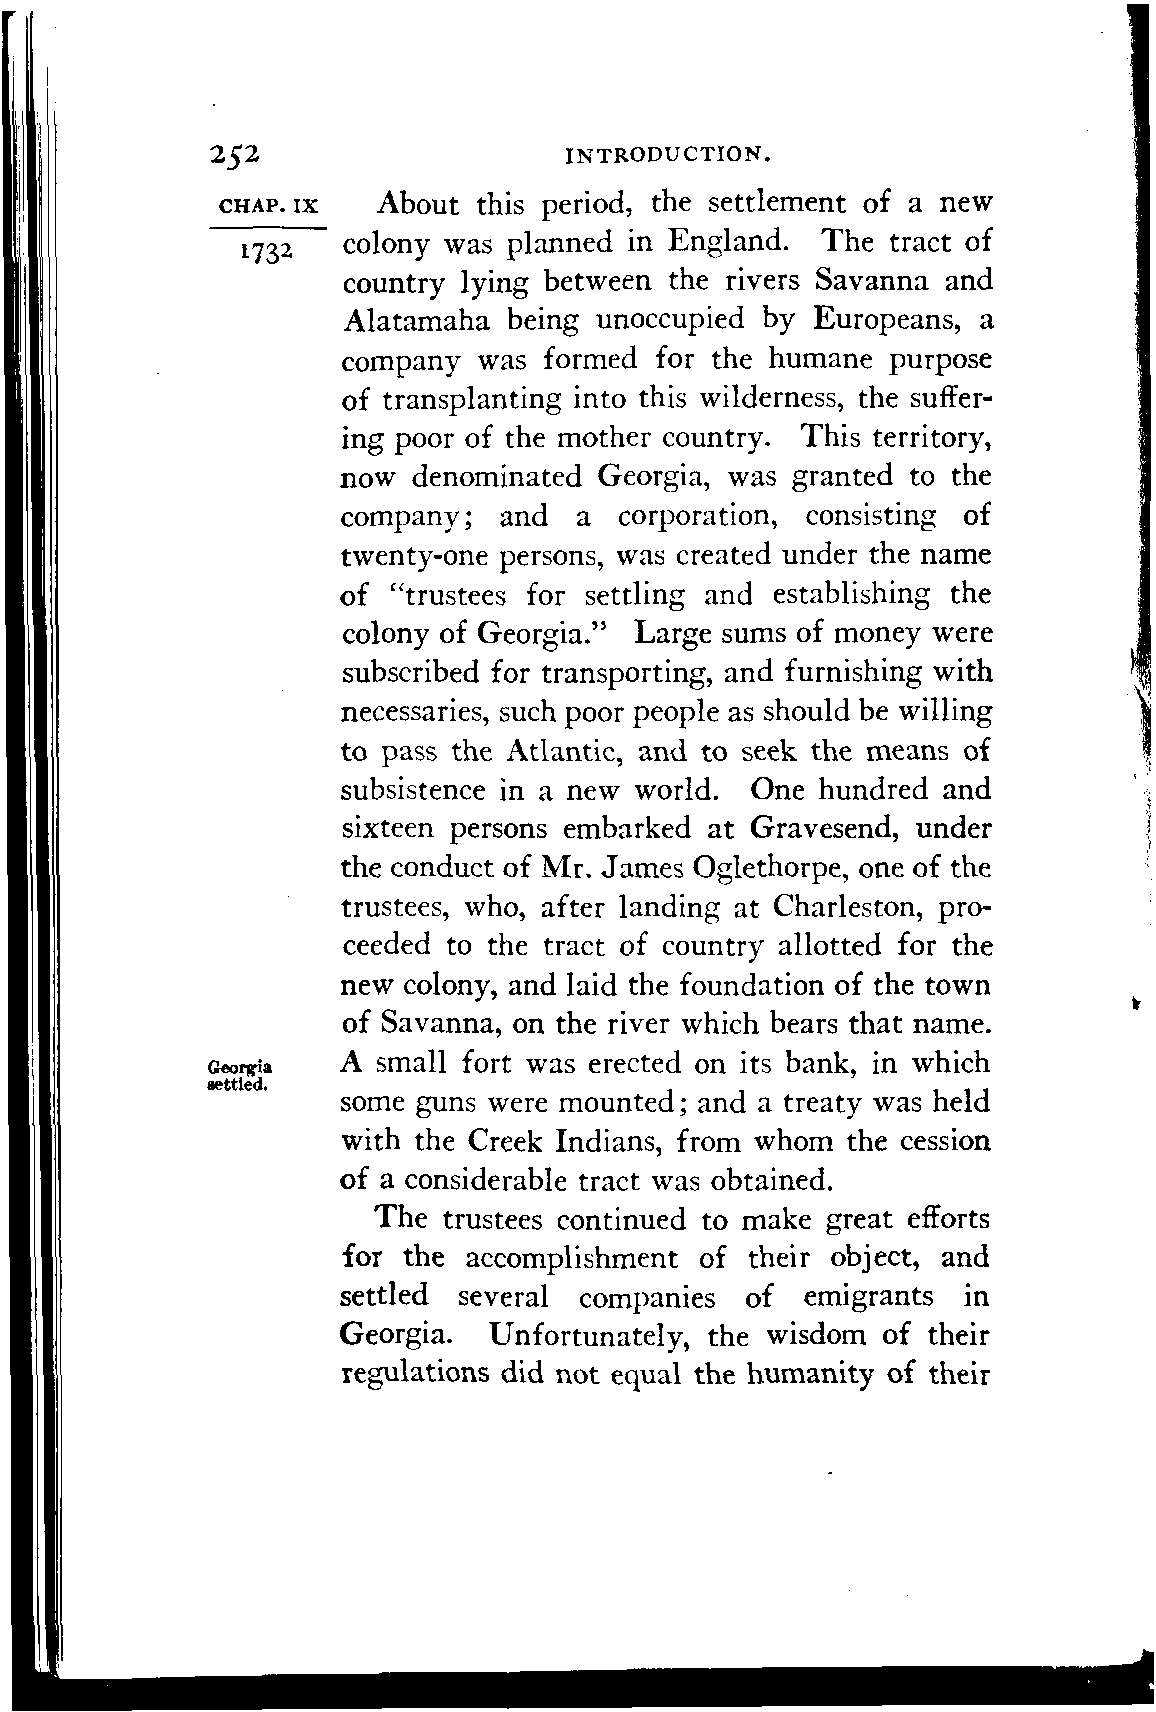 252 INTRODUCTION.
CHAP. IX About this period, the settlement of a new
1732 colony was planned in England. The tract of
country lying between the rivers Savanna and
Alatamaha being unoccupied by Europeans, a
company was formed for the humane purpose
of transplanting into this wilderness, the suffer-
ing poor of the mother country. This territory,
now denominated Georgia, was granted to the
company; and a corporation, consisting of
twenty-one persons, was created under the name
of "trustees for settling and establishing the
colony of Georgia." Large sums of money were
subscribed for transporting, and furnishing with
necessaries, such poor people as should be willing
to pass the Atlantic, and to seek the means of
subsistence in a new world. One hundred and
sixteen persons embarked at Gravesend, under
the conduct of Mr. James Oglethorpe, one of the
trustees, who, after landing at Charleston, pro-
ceeded to the tract of country allotted for the
new colony, and laid the foundation of the town
of Savanna, on the river which bears that name.
Georgia A small fort was erected on its bank, in which
settled.
some guns were mounted; and a treaty was held
with the Creek Indians, from whom the cession
of a considerable tract was obtained.
The trustees continued to make great efforts
for the accomplishment of their object, and
settled several companies of emigrants in
Georgia. Unfortunately, the wisdom of their
regulations did not equal the humanity of their